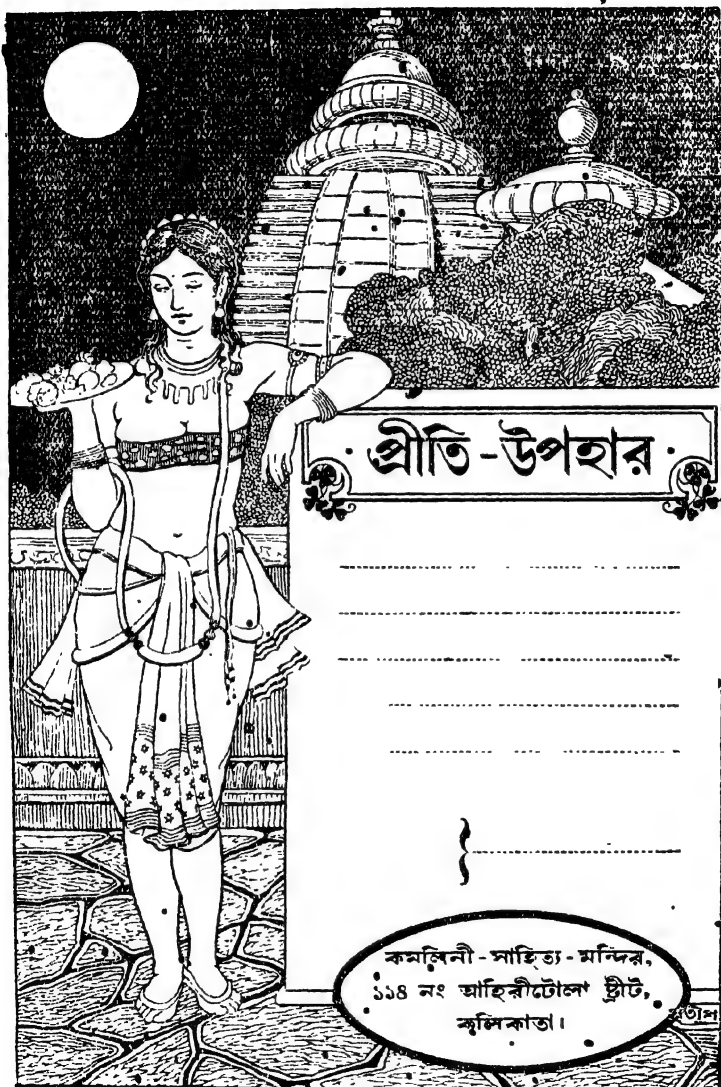 প্রীতি-উপহার
কমলিনী-সাহিত্য-মন্দির,
১১৪ নং আহিরীটোলা ষ্ট্রীট,
কলিকাতা।